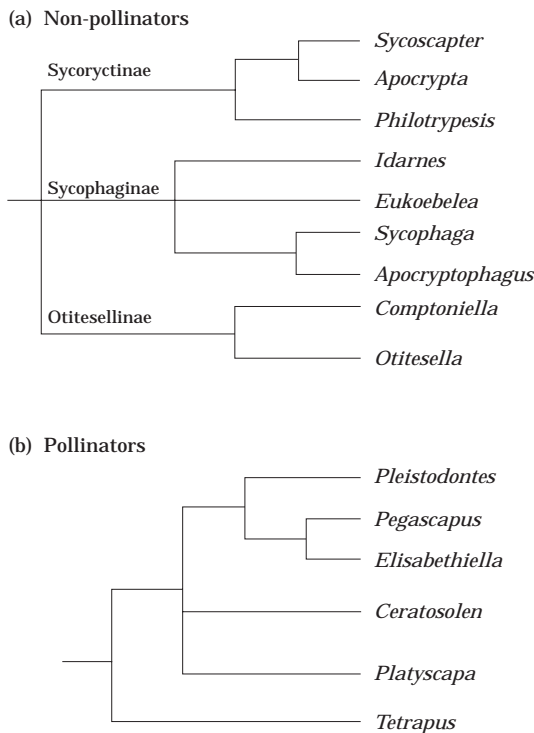 (a) Non-pollinators
Sycoscapter
Sycoryctinae
Apocrypta
Philotrypesis
Idarnes
Sycophaginae
Eukoebelea
Sycophaga
Apocryptophagus
Comptoniella
Otitesellinae
Otitesella
(b) Pollinators
Pleistodontes
Pegascapus
Elisabethiella
Ceratosolen
Platyscapa
Tetrapus